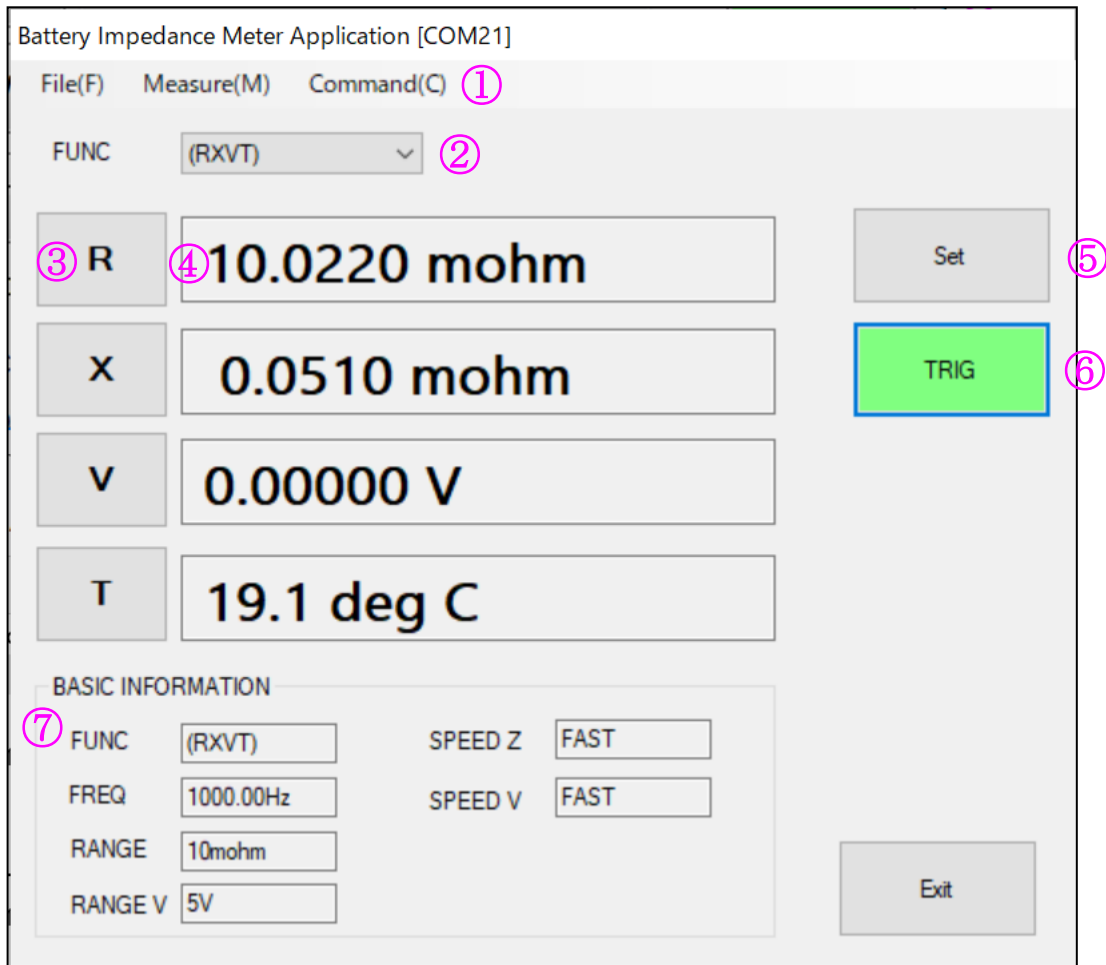 Battery Impedance Meter Application [COM21]
File(F) Measure(M) Command(C) ①
FUNC (RXVT) ②
③ R ④ 10.0220 mohm Set ⑤
X 0.0510 mohm TRIG ⑥
V 0.00000 V
T 19.1 deg C
BASIC INFORMATION
⑦ FUNC (RXVT) SPEED Z FAST
FREQ 1000.00Hz SPEED V FAST
RANGE 10mohm
RANGE V 5V
Exit